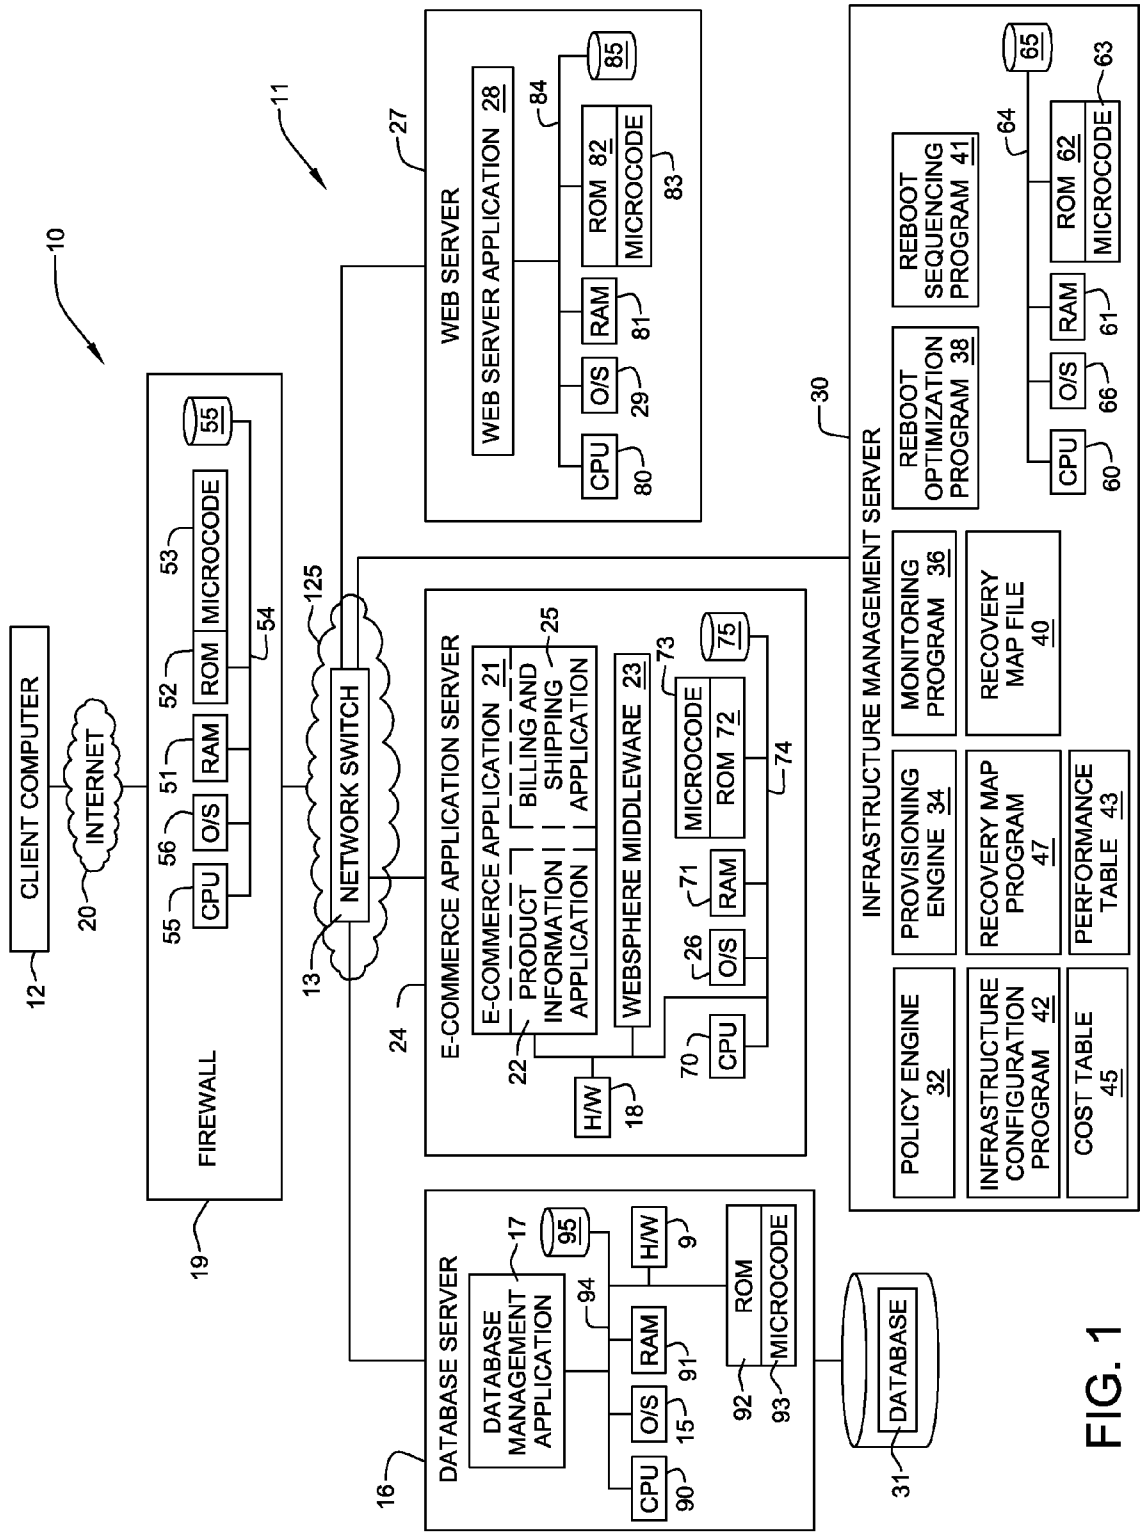 10
11
12
CLIENT COMPUTER
20
INTERNET
19
FIREWALL
55
CPU
56
O/S
51
RAM
52
ROM
53
MICROCODE
54
55
125
13
NETWORK SWITCH
16
DATABASE SERVER
DATABASE
MANAGEMENT
APPLICATION
17
95
94
CPU
90
O/S
15
RAM
91
H/W
9
ROM
MICROCODE
92
93
DATABASE
31
24
E-COMMERCE APPLICATION SERVER
E-COMMERCE APPLICATION 21
PRODUCT
INFORMATION
APPLICATION
22
BILLING AND
SHIPPING
APPLICATION
25
WEBSPHERE MIDDLEWARE 23
H/W
18
70
CPU
26
O/S
71
RAM
MICROCODE
ROM 72
73
74
75
27
WEB SERVER
WEB SERVER APPLICATION 28
84
85
CPU
80
O/S
29
RAM
81
ROM 82
MICROCODE
83
30
INFRASTRUCTURE MANAGEMENT SERVER
POLICY ENGINE
32
PROVISIONING
ENGINE 34
MONITORING
PROGRAM 36
REBOOT
OPTIMIZATION
PROGRAM 38
REBOOT
SEQUENCING
PROGRAM 41
INFRASTRUCTURE
CONFIGURATION
PROGRAM 42
RECOVERY MAP
PROGRAM
47
RECOVERY
MAP FILE
40
COST TABLE
45
PERFORMANCE
TABLE 43
64
65
CPU
60
O/S
66
RAM
61
ROM 62
MICROCODE
63
FIG. 1